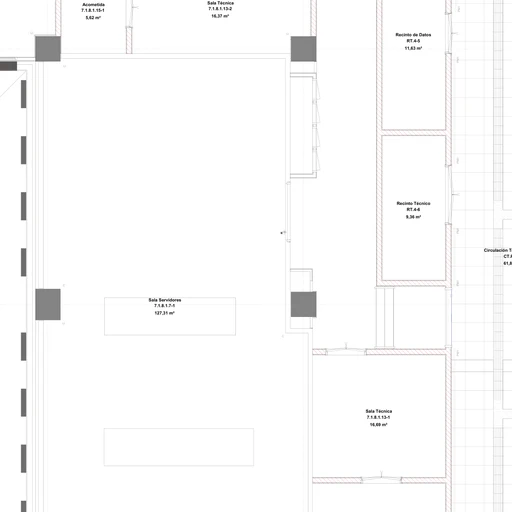 Acometida
7.1.8.1.15-1
5,62 m²
Sala Técnica
7.1.8.1.13-2
16,37 m²
Recinto de Datos
RT.4-5
11,63 m²
Recinto Técnico
RT.4-6
9,36 m²
Sala Servidores
7.1.8.1.7-1
127,31 m²
Sala Técnica
7.1.8.1.13-1
16,69 m²